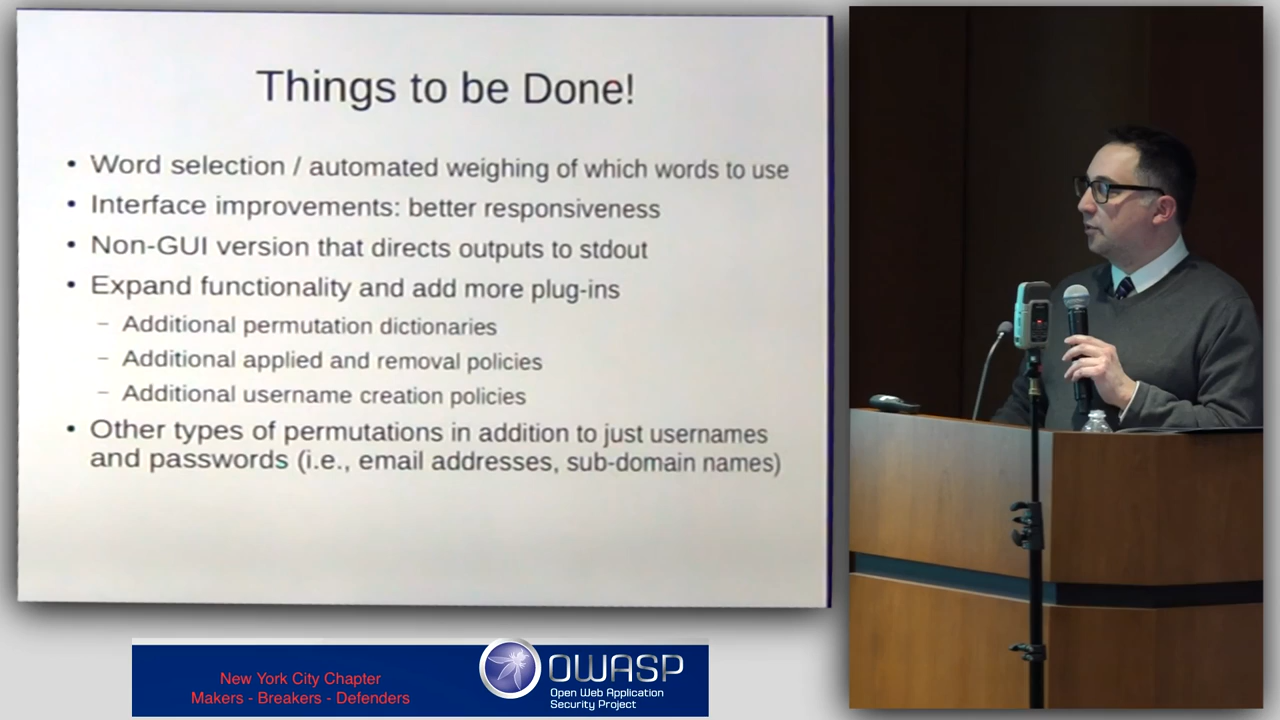 Things to be Done!
• Word selection / automated weighing of which words to use
• Interface improvements: better responsiveness
• Non-GUI version that directs outputs to stdout
• Expand functionality and add more plug-ins
– Additional permutation dictionaries
– Additional applied and removal policies
– Additional username creation policies
• Other types of permutations in addition to just usernames
and passwords (i.e., email addresses, sub-domain names)
New York City Chapter
Makers - Breakers - Defenders
OWASP
Open Web Application
Security Project